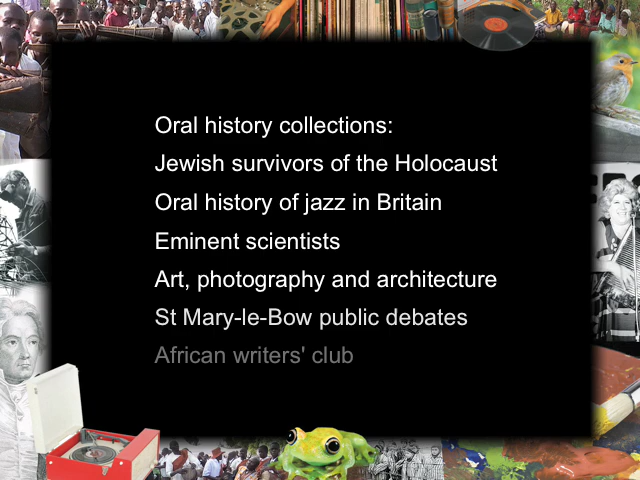 Oral history collections:
Jewish survivors of the Holocaust
Oral history of jazz in Britain
Eminent scientists
Art, photography and architecture
St Mary-le-Bow public debates
African writers' club